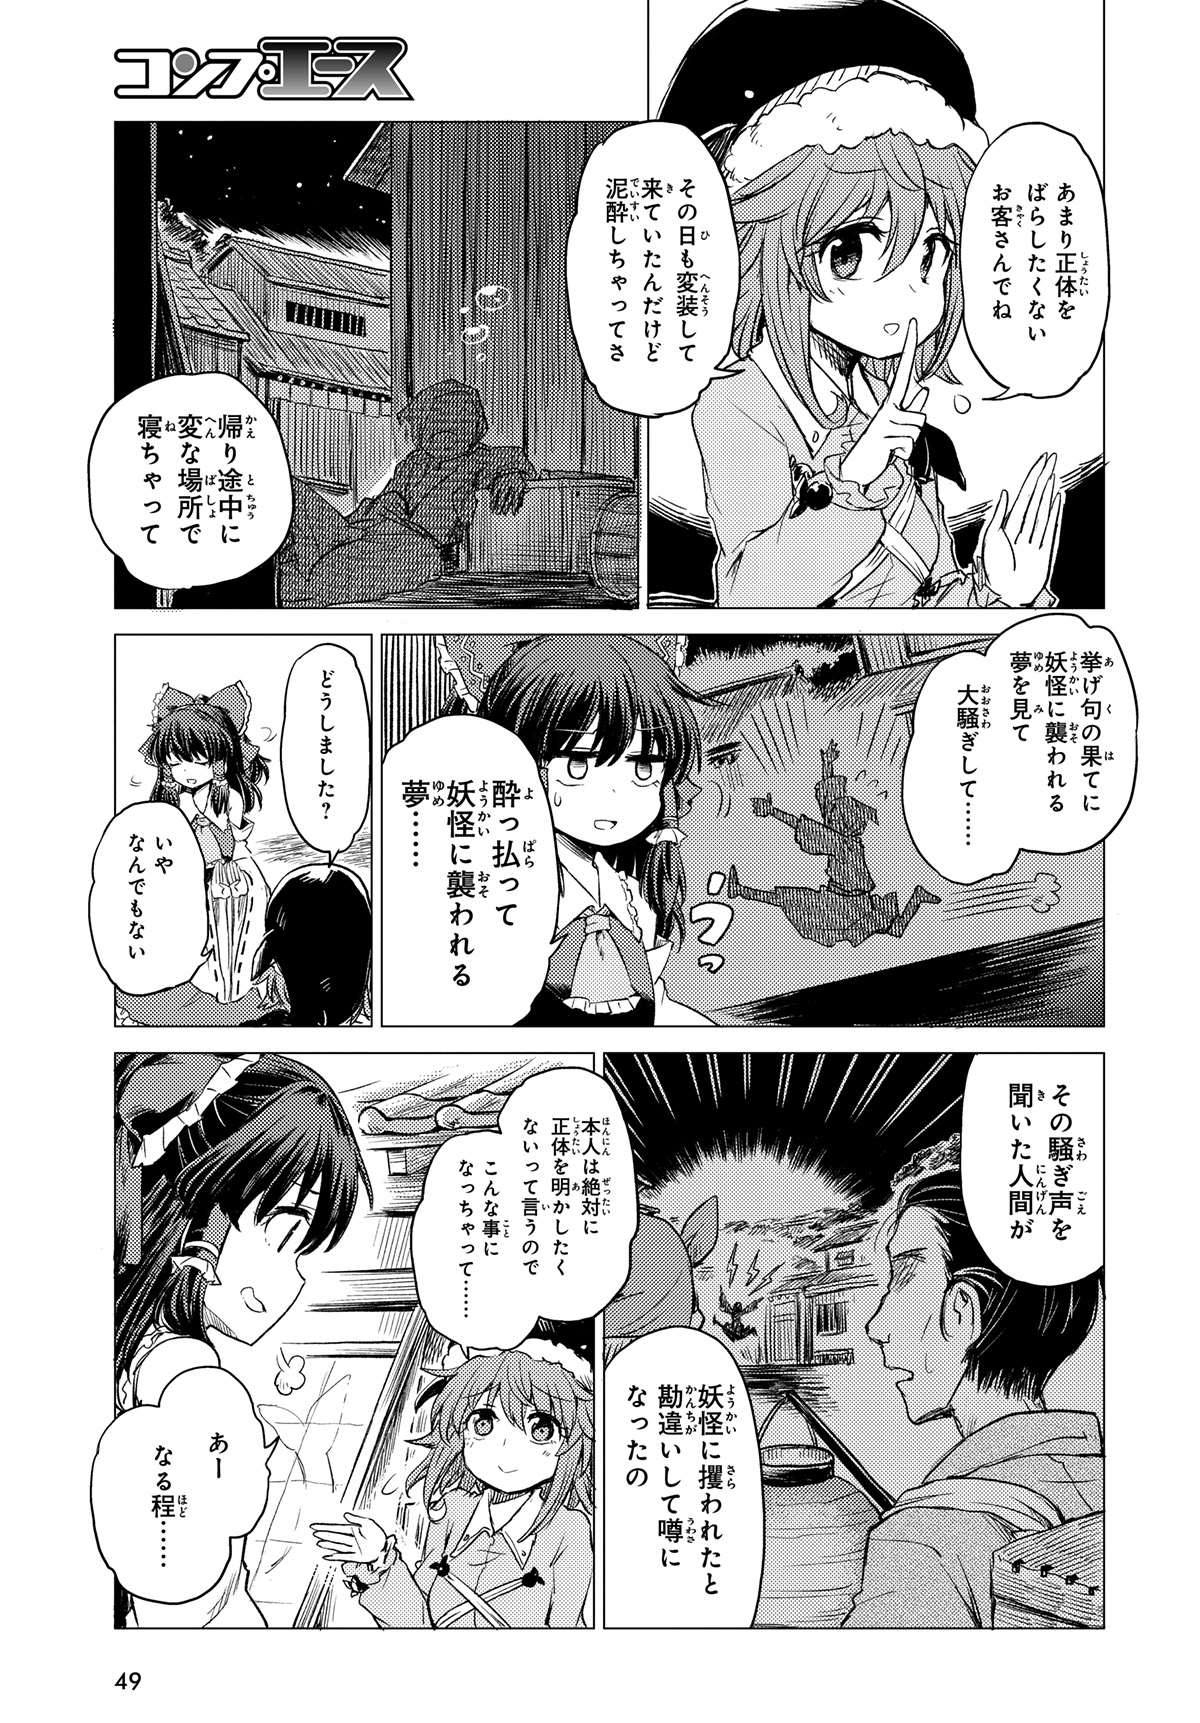 コンプ・エース
あまり正体を
ばらしたくない
お客さんでね
その日も変装して
来ていたんだけど
泥酔しちゃってさ
帰り途中に
変な場所で
寝ちゃって
挙げ句の果てに
妖怪に襲われる
夢を見て
大騒ぎして……
うっ
酔っ払って
妖怪に襲われる
夢……
どうしました？
いや
なんでもない
その騒ぎ声を
聞いた人間が
妖怪に攫われたと
勘違いして噂に
なったの
本人は絶対に
正体を明かしたく
ないって言うので
こんな事に
なっちゃって……
あー
なる程……
49